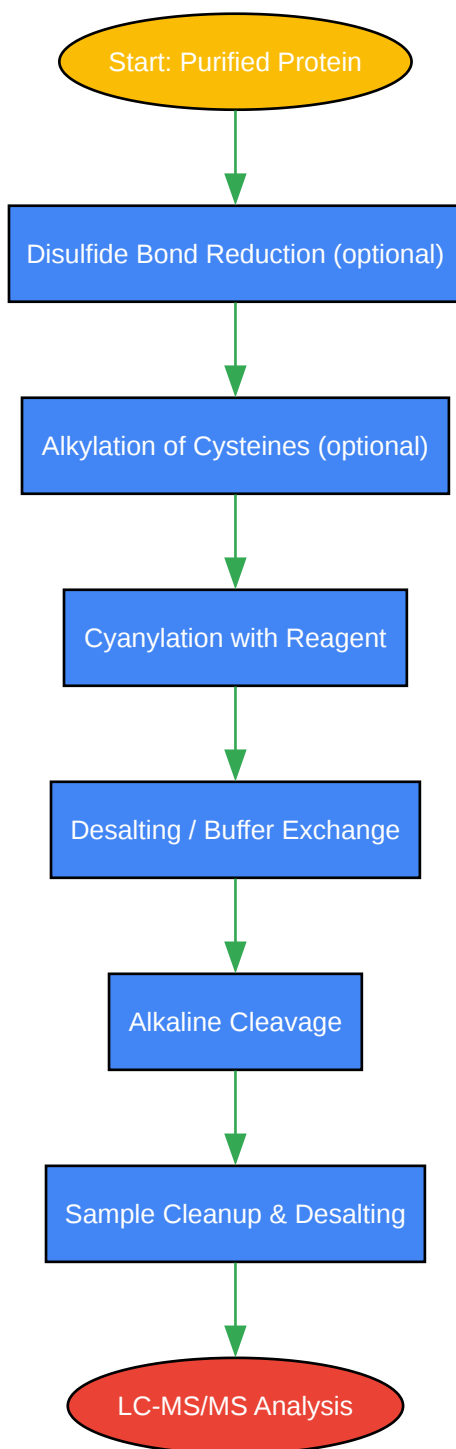 Start: Purified Protein
Disulfide Bond Reduction (optional)
Alkylation of Cysteines (optional)
Cyanylation with Reagent
Desalting / Buffer Exchange
Alkaline Cleavage
Sample Cleanup & Desalting
LC-MS/MS Analysis